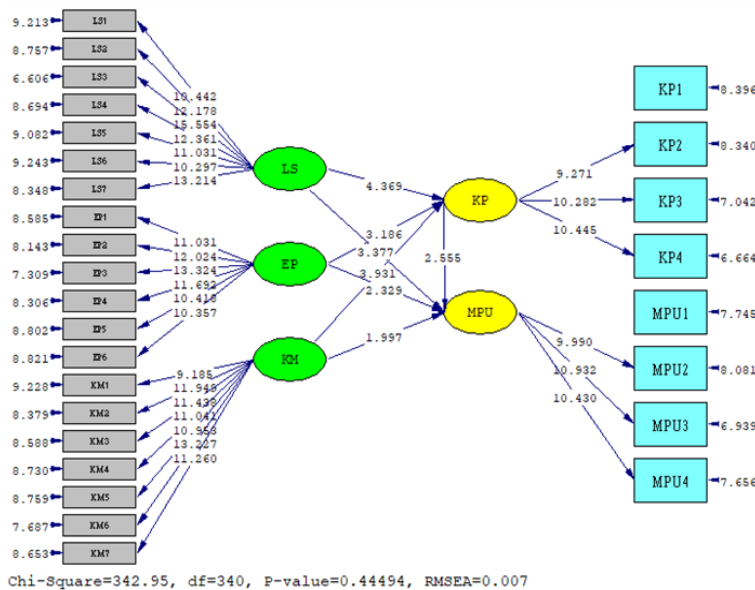 9.213 LS1
8.757 LS2
6.606 LS3
8.694 LS4
9.082 LS5
9.243 LS6
8.348 LS7
8.585 EP1
8.143 EP2
7.309 EP3
8.306 EP4
8.802 EP5
8.821 EP6
9.228 KM1
8.379 KM2
8.588 KM3
8.730 KM4
8.759 KM5
7.687 KM6
8.653 KM7
10.442
12.178
15.554
12.361
11.031
10.297
13.214
11.031
12.024
13.324
11.692
10.418
10.357
9.185
11.948
11.438
11.041
10.958
13.227
11.260
LS
EP
KM
4.369
3.186
3.377
3.931
2.329
1.997
2.555
KP
MPU
9.271
10.282
10.445
9.990
10.932
10.430
KP1 8.396
KP2 8.340
KP3 7.042
KP4 6.664
MPU1 7.745
MPU2 8.081
MPU3 6.939
MPU4 7.656
Chi-Square=342.95, df=340, P-value=0.44494, RMSEA=0.007